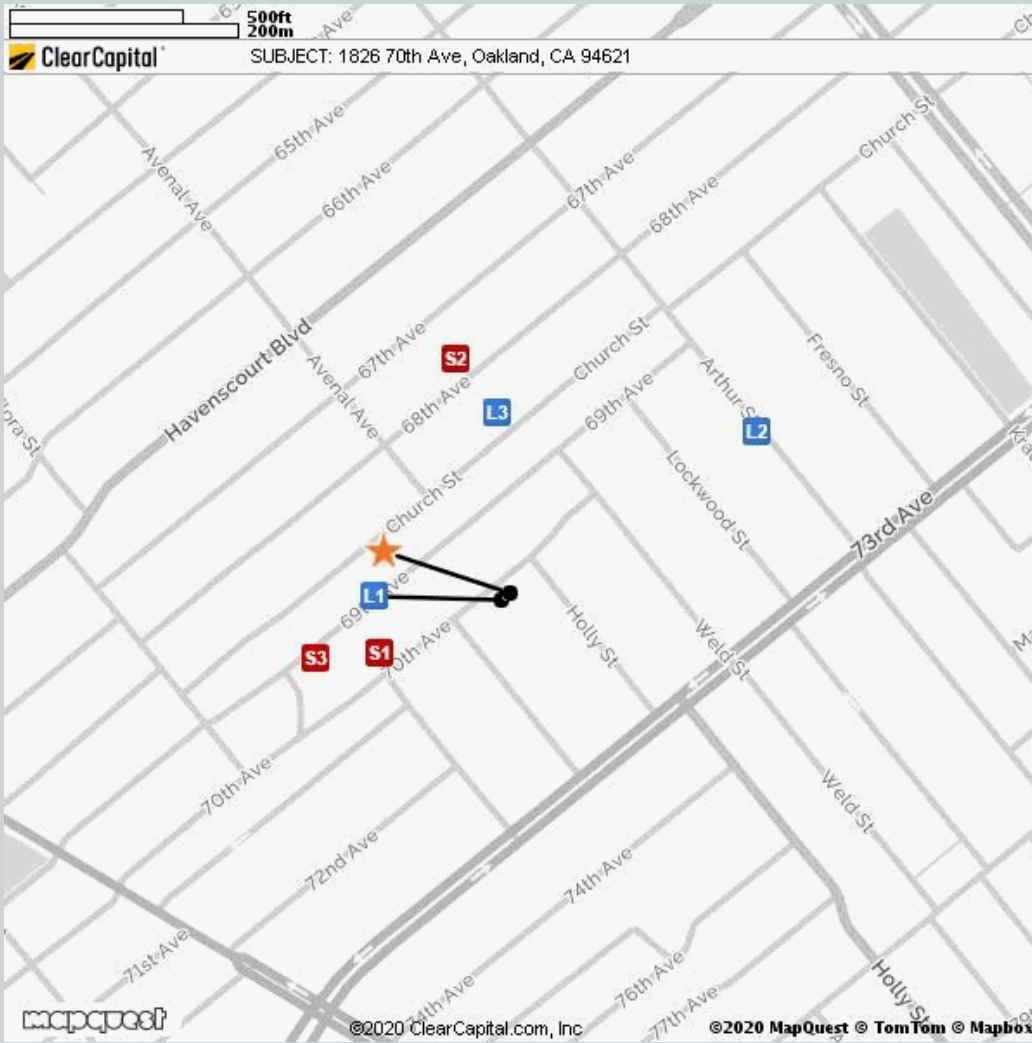 500ft
200m
ClearCapital
SUBJECT: 1826 70th Ave, Oakland, CA 94621
Church St
65th Ave
Avenal Ave
66th Ave
67th Ave
68th Ave
Havenscourt Blvd
67th Ave
S2
Avenal Ave
68th Ave
L3
Church St
69th Ave
Arthur St
Fresno St
L2
Lockwood St
73rd Ave
Church St
L1
69th Ave
S3
S1
70th Ave
Holly St
Weld St
70th Ave
72nd Ave
74th Ave
Weld St
71st Ave
74th Ave
76th Ave
77th Ave
Holly St
mapquest
©2020 ClearCapital.com, Inc
©2020 MapQuest © TomTom © Mapbox